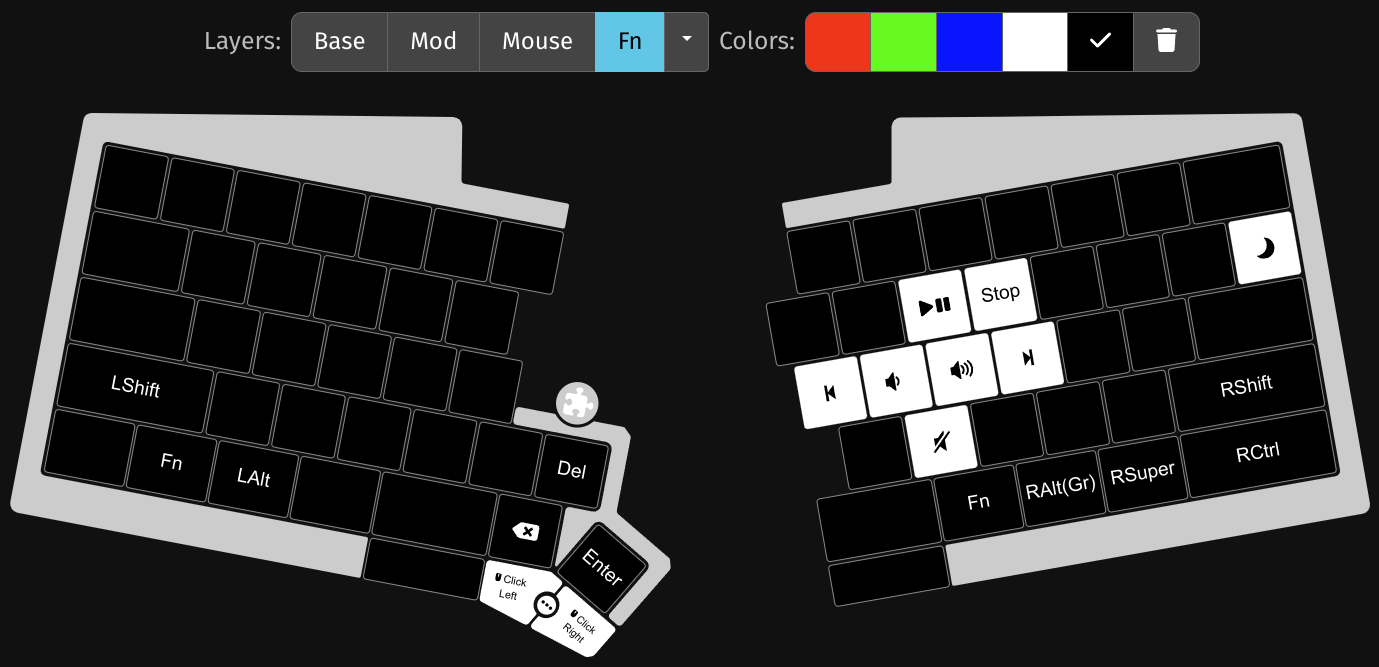 Layers: Base Mod Mouse Fn Colors:
Stop
LShift
RShift
Fn
LAlt
Del
Fn
RAlt(Gr)
RSuper
RCtrl
Enter
Click
Left
Click
Right